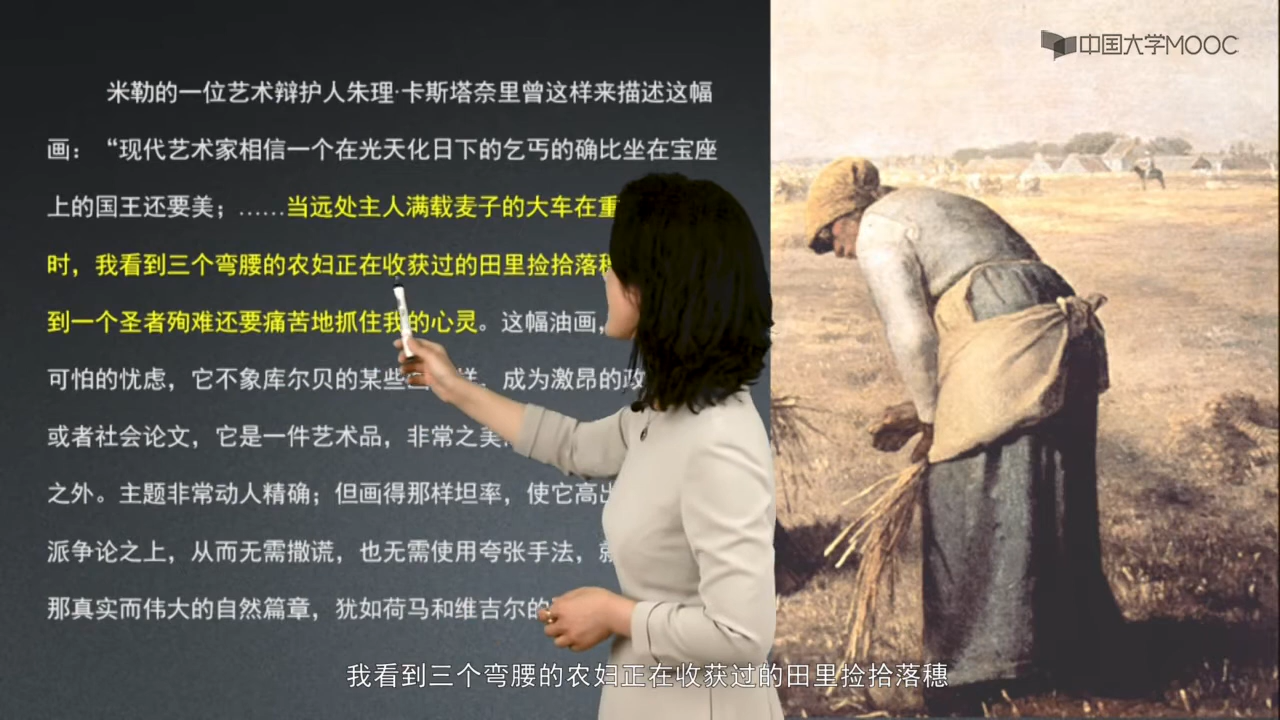 中国大学MOOC
米勒的一位艺术辩护人朱理·卡斯塔奈里曾这样来描述这幅
画：“现代艺术家相信一个在光天化日下的乞丐的确比坐在宝座
上的国王还要美；……当远处主人满载麦子的大车在重
时，我看到三个弯腰的农妇正在收获过的田里捡拾落穗
到一个圣者殉难还要痛苦地抓住我的心灵。这幅油画，
可怕的忧虑，它不象库尔贝的某些 样，成为激昂的政
或者社会论文，它是一件艺术品，非常之美
之外。主题非常动人精确；但画得那样坦率，使它高出
派争论之上，从而无需撒谎，也无需使用夸张手法，就
那真实而伟大的自然篇章，犹如荷马和维吉尔的
我看到三个弯腰的农妇正在收获过的田里捡拾落穗